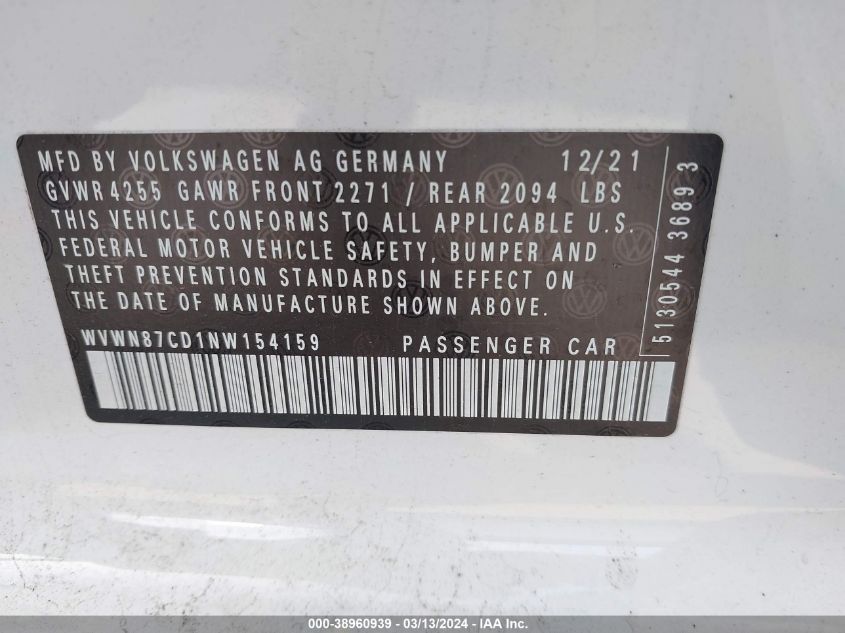 MFD BY VOLKSWAGEN AG GERMANY 12/21
GVWR 4255 GAWR FRONT 2271 / REAR 2094 LBS
THIS VEHICLE CONFORMS TO ALL APPLICABLE U.S.
FEDERAL MOTOR VEHICLE SAFETY, BUMPER AND
THEFT PREVENTION STANDARDS IN EFFECT ON
THE DATE OF MANUFACTURE SHOWN ABOVE.
WVWN87CD1NW154159 PASSENGER CAR
5130544 3689 3
000-38960939 - 03/13/2024 - IAA Inc.